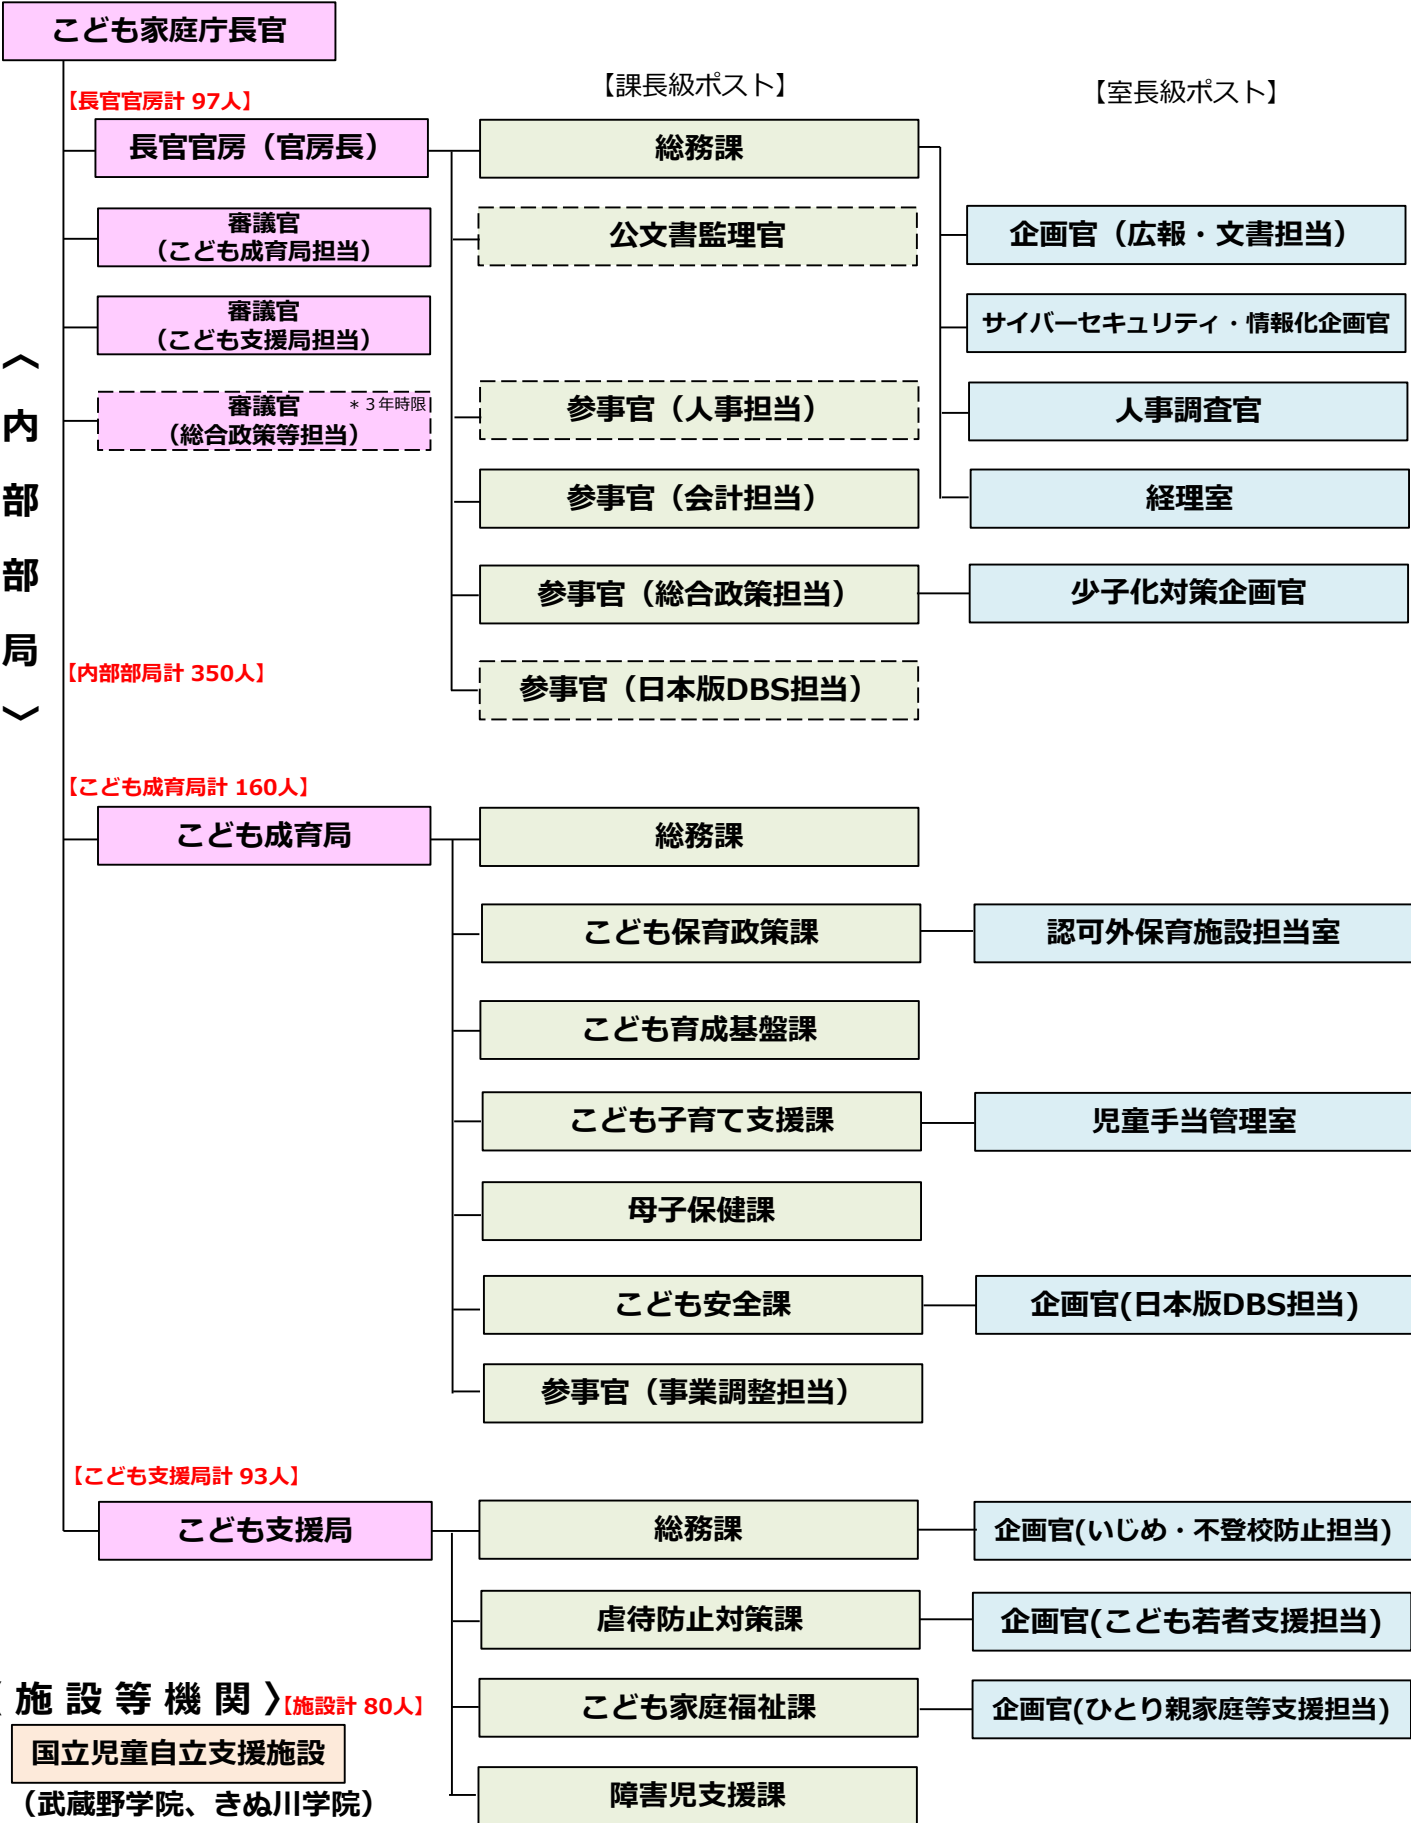 こども家庭庁長官
【課長級ポスト】
【室長級ポスト】
【長官官房計 97人】
長官官房（官房長）
総務課
審議官
（こども成育局担当）
公文書監理官
企画官（広報・文書担当）
審議官
（こども支援局担当）
サイバーセキュリティ・情報化企画官
審議官 ＊３年時限
（総合政策等担当）
参事官（人事担当）
人事調査官
〈内部部局〉
参事官（会計担当）
経理室
参事官（総合政策担当）
少子化対策企画官
【内部部局計 350人】
参事官（日本版DBS担当）
【こども成育局計 160人】
こども成育局
総務課
こども保育政策課
認可外保育施設担当室
こども育成基盤課
こども子育て支援課
児童手当管理室
母子保健課
こども安全課
企画官(日本版DBS担当)
参事官（事業調整担当）
【こども支援局計 93人】
こども支援局
総務課
企画官(いじめ・不登校防止担当)
虐待防止対策課
企画官(こども若者支援担当)
〈施設等機関〉【施設計 80人】
こども家庭福祉課
企画官(ひとり親家庭等支援担当)
国立児童自立支援施設
（武蔵野学院、きぬ川学院）
障害児支援課